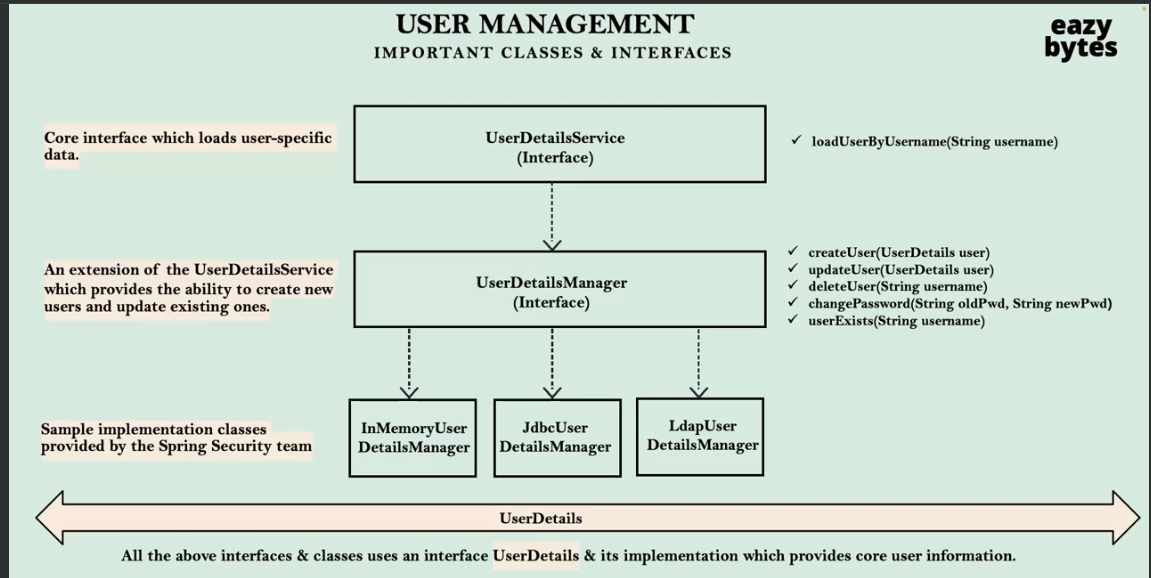 USER MANAGEMENT
IMPORTANT CLASSES & INTERFACES
eazy
bytes
Core interface which loads user-specific
data.
UserDetailsService
(Interface)
✓ loadUserByUsername(String username)
An extension of the UserDetailsService
which provides the ability to create new
users and update existing ones.
UserDetailsManager
(Interface)
✓ createUser(UserDetails user)
✓ updateUser(UserDetails user)
✓ deleteUser(String username)
✓ changePassword(String oldPwd, String newPwd)
✓ userExists(String username)
Sample implementation classes
provided by the Spring Security team
InMemoryUser
DetailsManager
JdbcUser
DetailsManager
LdapUser
DetailsManager
UserDetails
All the above interfaces & classes uses an interface UserDetails & its implementation which provides core user information.